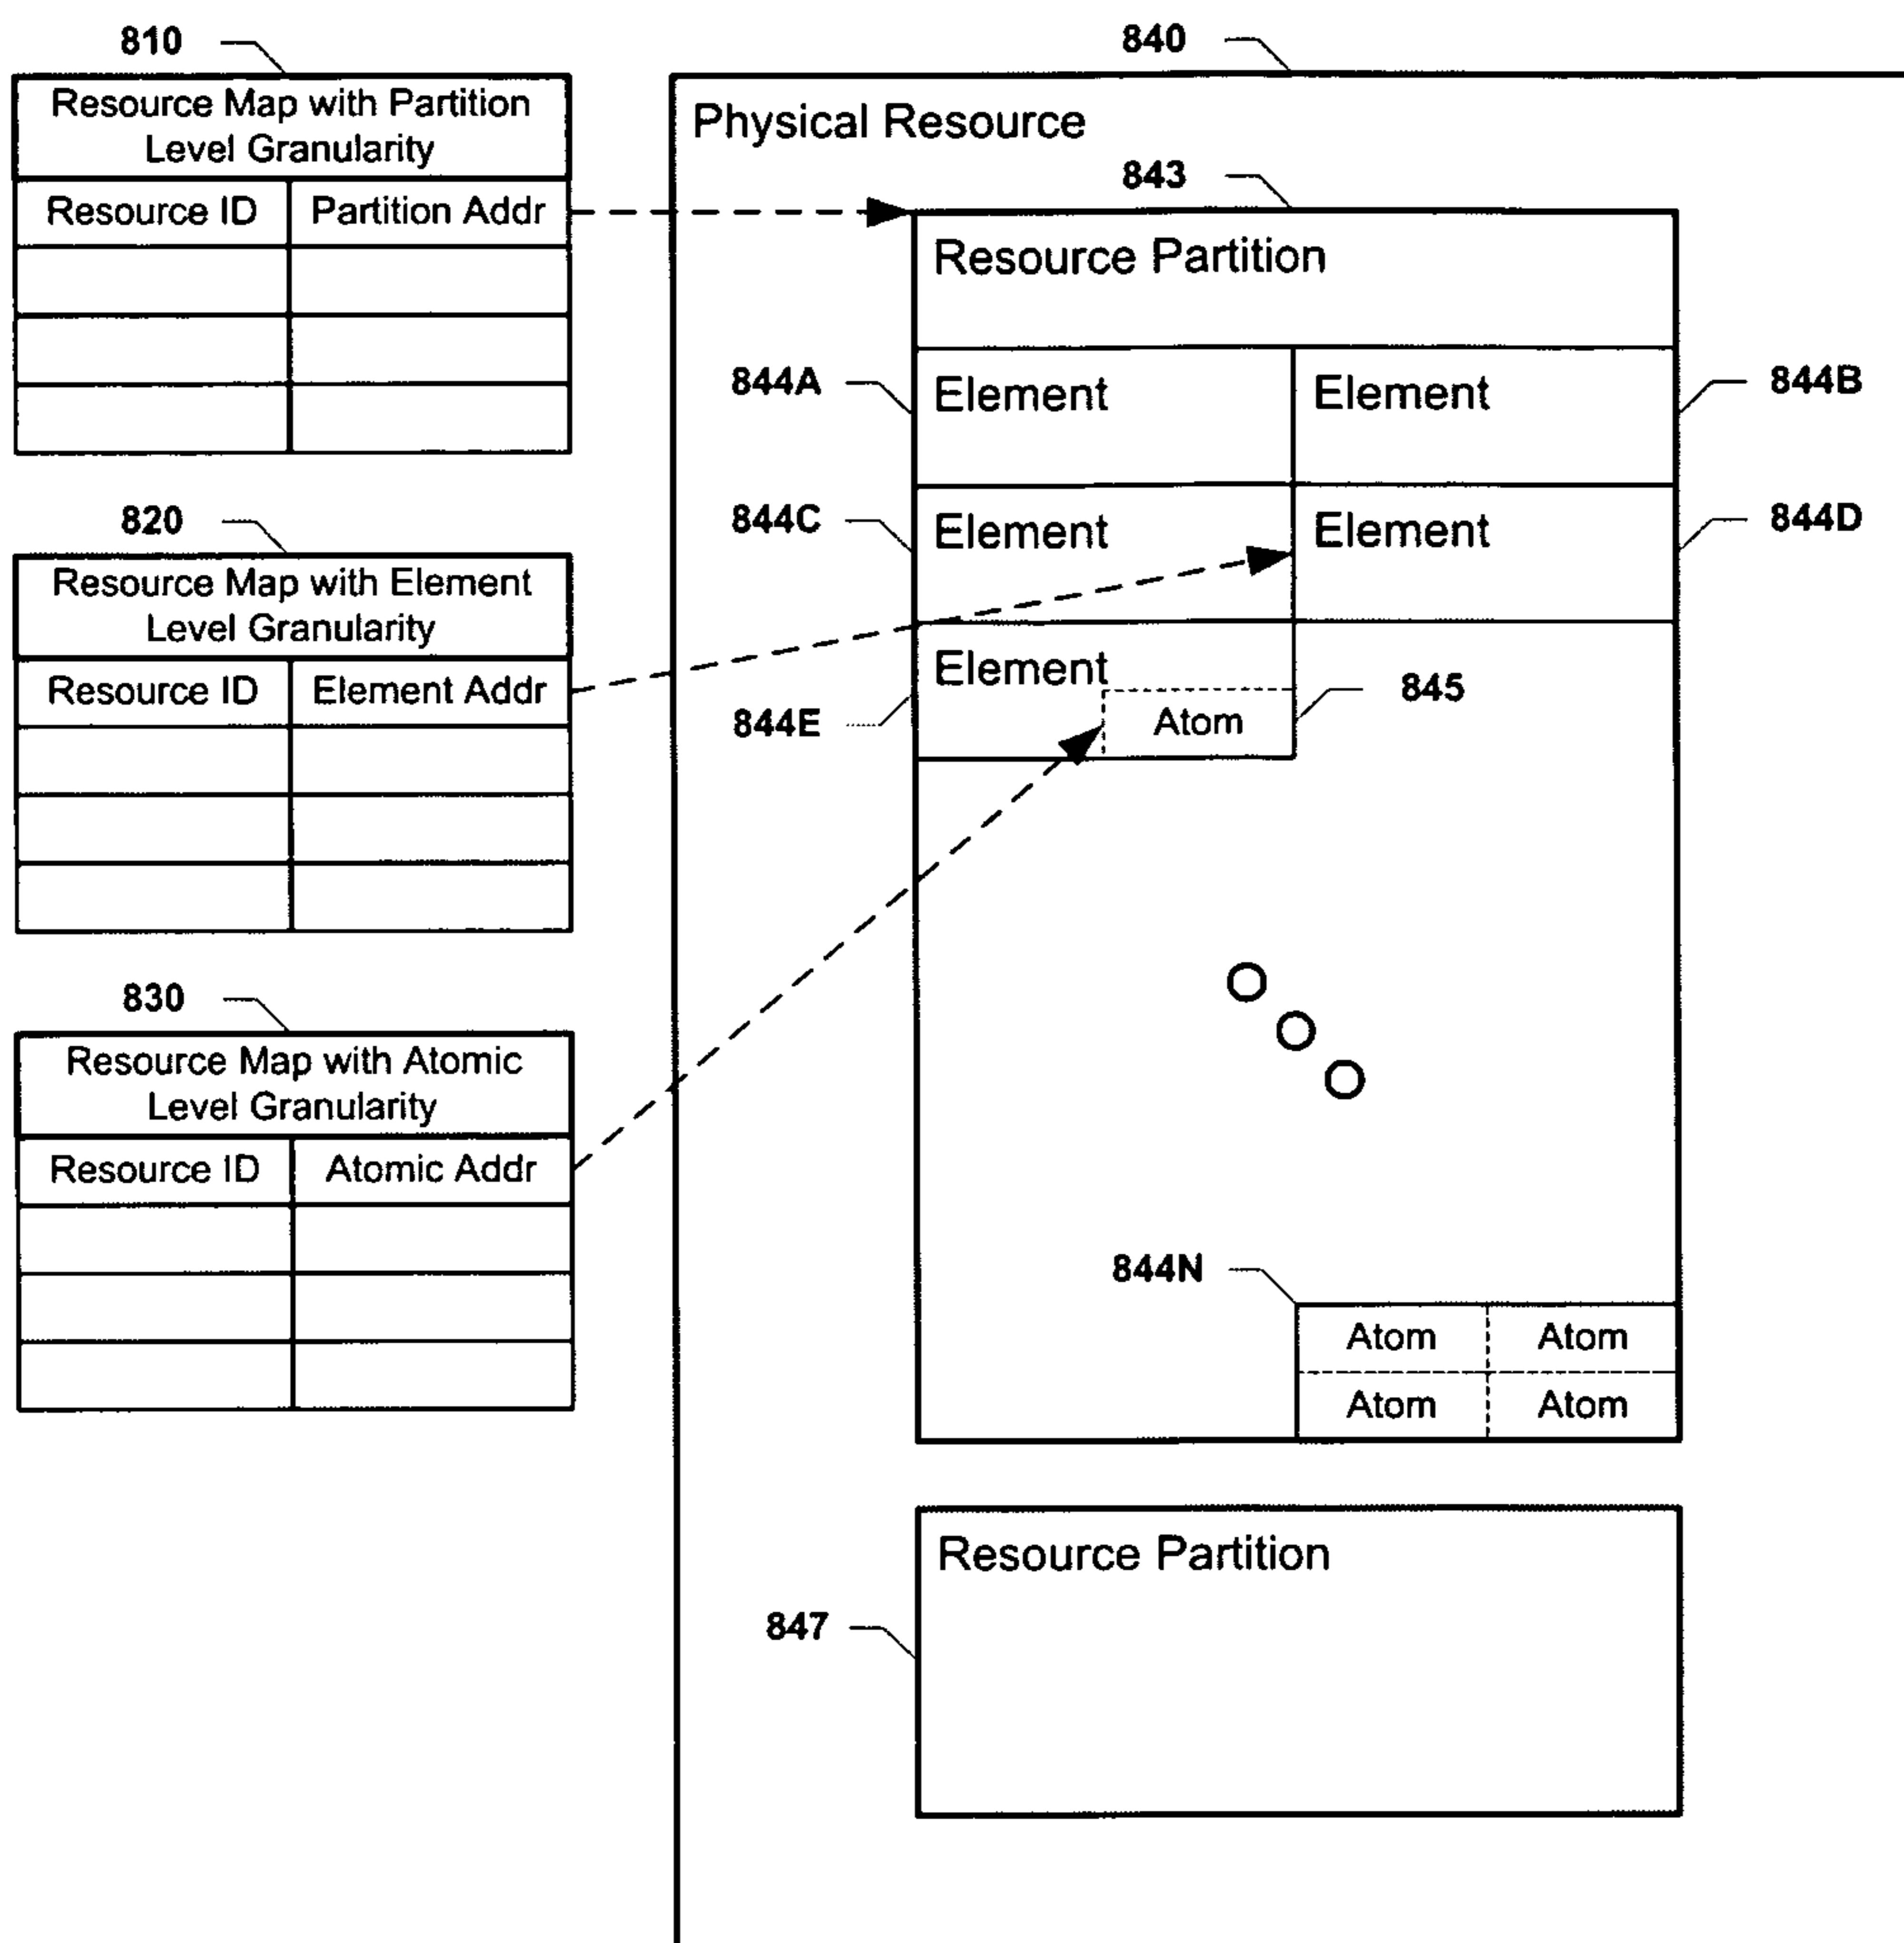 810
Resource Map with Partition
Level Granularity
Resource ID Partition Addr
820
Resource Map with Element
Level Granularity
Resource ID Element Addr
830
Resource Map with Atomic
Level Granularity
Resource ID Atomic Addr
840
Physical Resource
843
Resource Partition
844A Element Element 844B
844C Element Element 844D
Element
844E
Atom
845
844N
Atom Atom
Atom Atom
Resource Partition
847